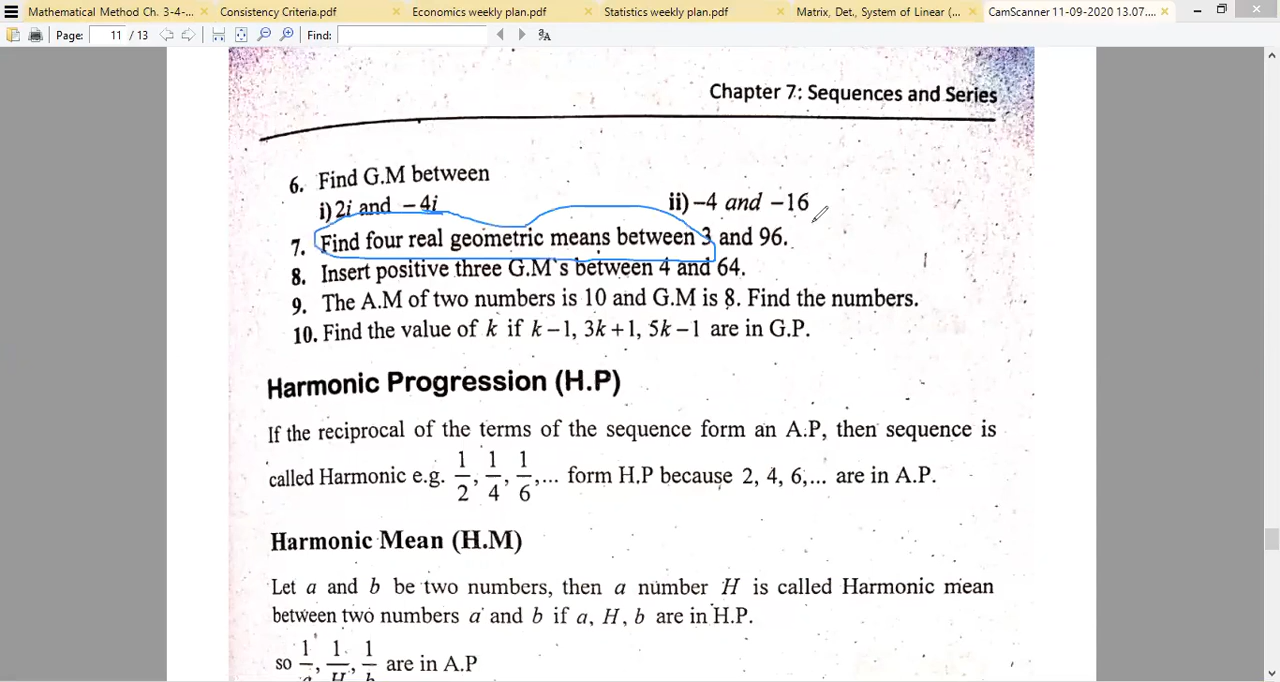 Mathematical Method Ch. 3-4-...
Consistency Criteria.pdf
Economics weekly plan.pdf
Statistics weekly plan.pdf
Matrix, Det., System of Linear (...
CamScanner 11-09-2020 13.07....
Page: 11 / 13
Find:
Chapter 7: Sequences and Series
6. Find G.M between
i) 2i and −4i ii) −4 and −16
7. Find four real geometric means between 3 and 96.
8. Insert positive three G.M's between 4 and 64.
9. The A.M of two numbers is 10 and G.M is 8. Find the numbers.
10. Find the value of k if k−1, 3k+1, 5k−1 are in G.P.
Harmonic Progression (H.P)
If the reciprocal of the terms of the sequence form an A.P, then sequence is
called Harmonic e.g. 1/2, 1/4, 1/6,... form H.P because 2, 4, 6,... are in A.P.
Harmonic Mean (H.M)
Let a and b be two numbers, then a number H is called Harmonic mean
between two numbers a and b if a, H, b are in H.P.
so 1/a, 1/H, 1/b are in A.P